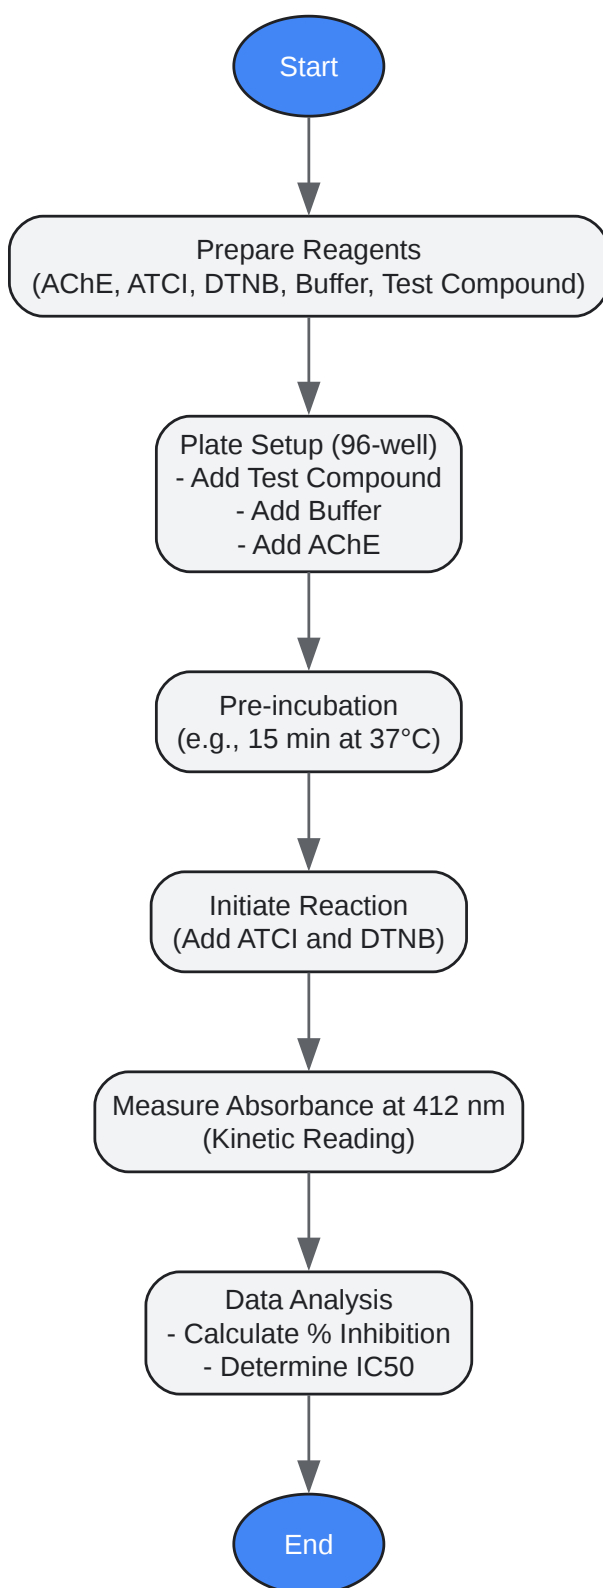 Start
Prepare Reagents
(AChE, ATCI, DTNB, Buffer, Test Compound)
Plate Setup (96-well)
- Add Test Compound
- Add Buffer
- Add AChE
Pre-incubation
(e.g., 15 min at 37°C)
Initiate Reaction
(Add ATCI and DTNB)
Measure Absorbance at 412 nm
(Kinetic Reading)
Data Analysis
- Calculate % Inhibition
- Determine IC50
End